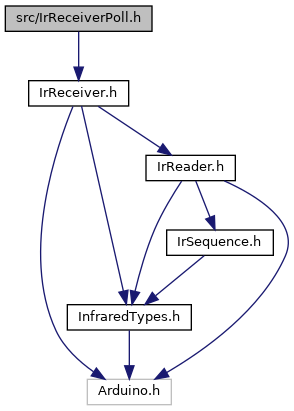 src/IrReceiverPoll.h
IrReceiver.h
IrReader.h
IrSequence.h
InfraredTypes.h
Arduino.h